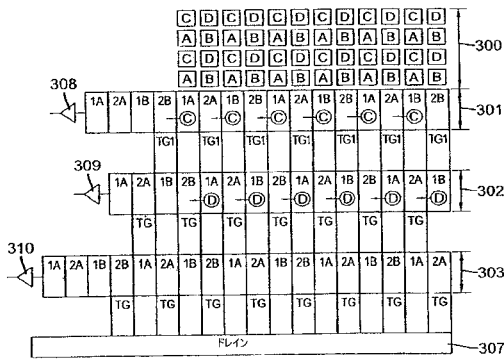 C D C D C D C D C D C D
A B A B A B A B A B A B
C D C D C D C D C D C D
A B A B A B A B A B A B
300
308
1A 2A 1B 2B 1A 2A 1B 2B 1A 2A 1B 2B 1A 2A 1B 2B
C C C C C C
301
TG1 TG1 TG1 TG1 TG1 TG1 TG1
309
1A 2A 1B 2B 1A 2A 1B 2B 1A 2A 1B 2B 1A 2A 1B
D D D D D D
302
TG TG TG TG TG TG TG
310
1A 2A 1B 2B 1A 2A 1B 2B 1A 2A 1B 2B 1A 2A 1B 2B 1A 2A
303
TG TG TG TG TG TG TG TG
ドレイン
307